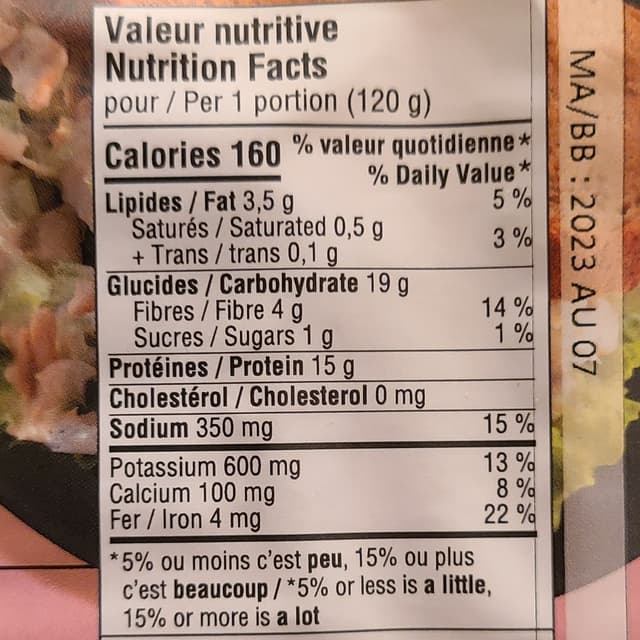 Valeur nutritive
Nutrition Facts
pour / Per 1 portion (120 g)
Calories 160
% valeur quotidienne*
% Daily Value*
Lipides / Fat 3,5 g 5 %
Saturés / Saturated 0,5 g
+ Trans / trans 0,1 g 3 %
Glucides / Carbohydrate 19 g
Fibres / Fibre 4 g 14 %
Sucres / Sugars 1 g 1 %
Protéines / Protein 15 g
Cholestérol / Cholesterol 0 mg
Sodium 350 mg 15 %
Potassium 600 mg 13 %
Calcium 100 mg 8 %
Fer / Iron 4 mg 22 %
*5% ou moins c'est peu, 15% ou plus
c'est beaucoup / *5% or less is a little,
15% or more is a lot
MA/BB : 2023 AU 07